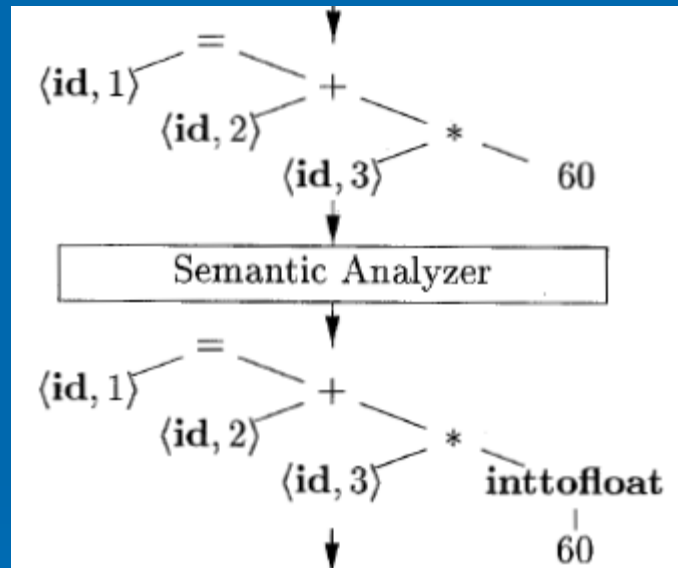 =
⟨id, 1⟩
+
⟨id, 2⟩
*
⟨id, 3⟩ 60
Semantic Analyzer
=
⟨id, 1⟩
+
⟨id, 2⟩
*
⟨id, 3⟩ inttofloat
60